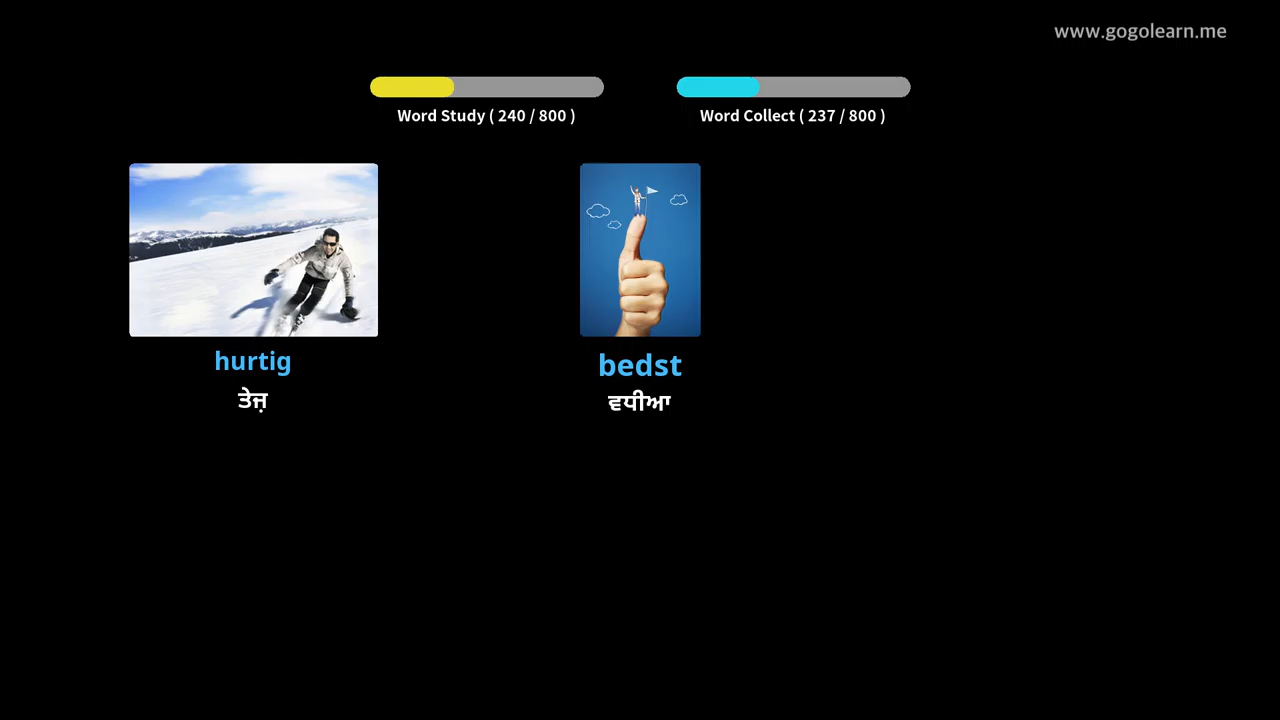 www.gogolearn.me
Word Study ( 240 / 800 )
Word Collect ( 237 / 800 )
hurtig
ਤੇਜ਼
bedst
ਵਧੀਆ